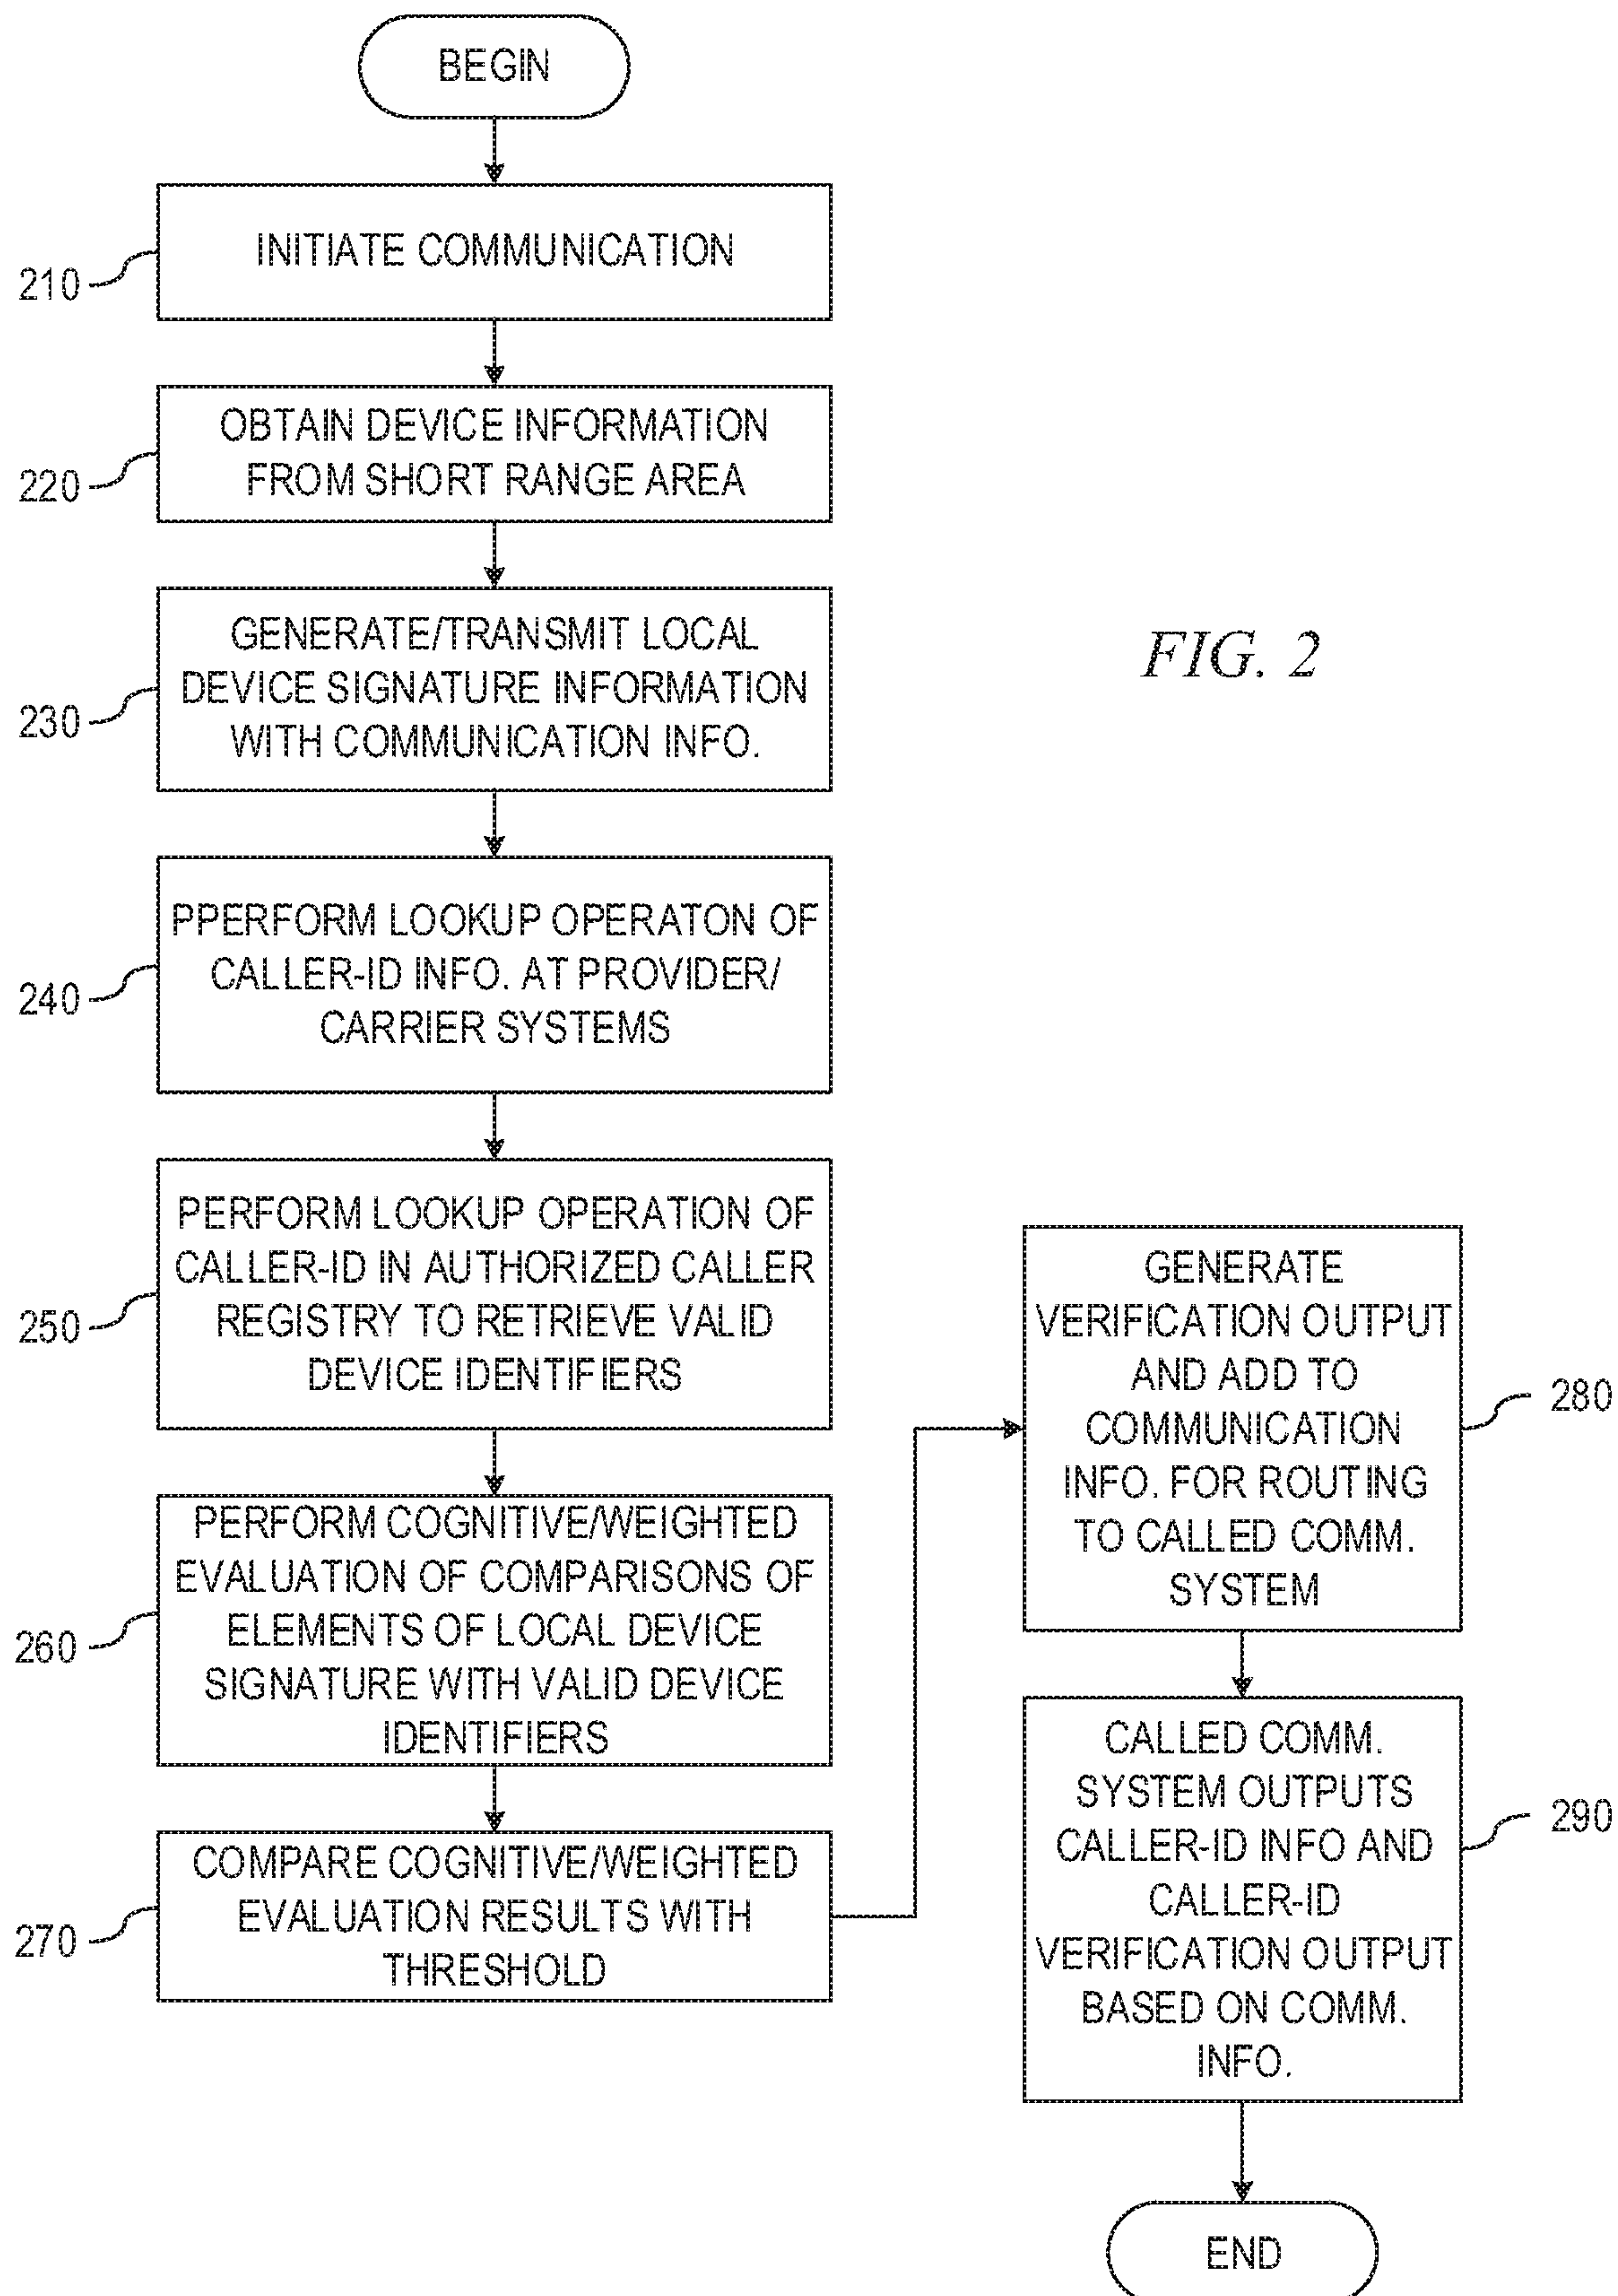 BEGIN
INITIATE COMMUNICATION
210
OBTAIN DEVICE INFORMATION
FROM SHORT RANGE AREA
220
GENERATE/TRANSMIT LOCAL
DEVICE SIGNATURE INFORMATION
WITH COMMUNICATION INFO.
230
FIG. 2
PPERFORM LOOKUP OPERATON OF
CALLER-ID INFO. AT PROVIDER/
CARRIER SYSTEMS
240
PERFORM LOOKUP OPERATION OF
CALLER-ID IN AUTHORIZED CALLER
REGISTRY TO RETRIEVE VALID
DEVICE IDENTIFIERS
250
PERFORM COGNITIVE/WEIGHTED
EVALUATION OF COMPARISONS OF
ELEMENTS OF LOCAL DEVICE
SIGNATURE WITH VALID DEVICE
IDENTIFIERS
260
COMPARE COGNITIVE/WEIGHTED
EVALUATION RESULTS WITH
THRESHOLD
270
GENERATE
VERIFICATION OUTPUT
AND ADD TO
COMMUNICATION
INFO. FOR ROUTING
TO CALLED COMM.
SYSTEM
280
CALLED COMM.
SYSTEM OUTPUTS
CALLER-ID INFO AND
CALLER-ID
VERIFICATION OUTPUT
BASED ON COMM.
INFO.
290
END